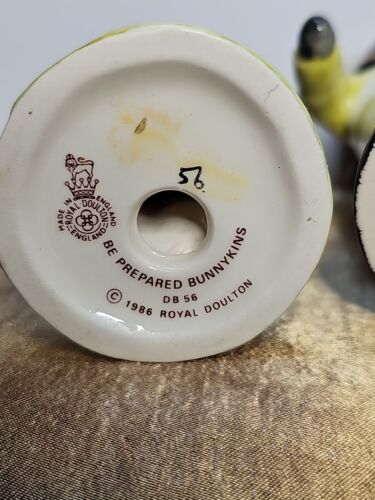 56.
MADE IN ENGLAND
ROYAL DOULTON
ENGLAND
BE PREPARED BUNNYKINS
DB 56
© 1986 ROYAL DOULTON